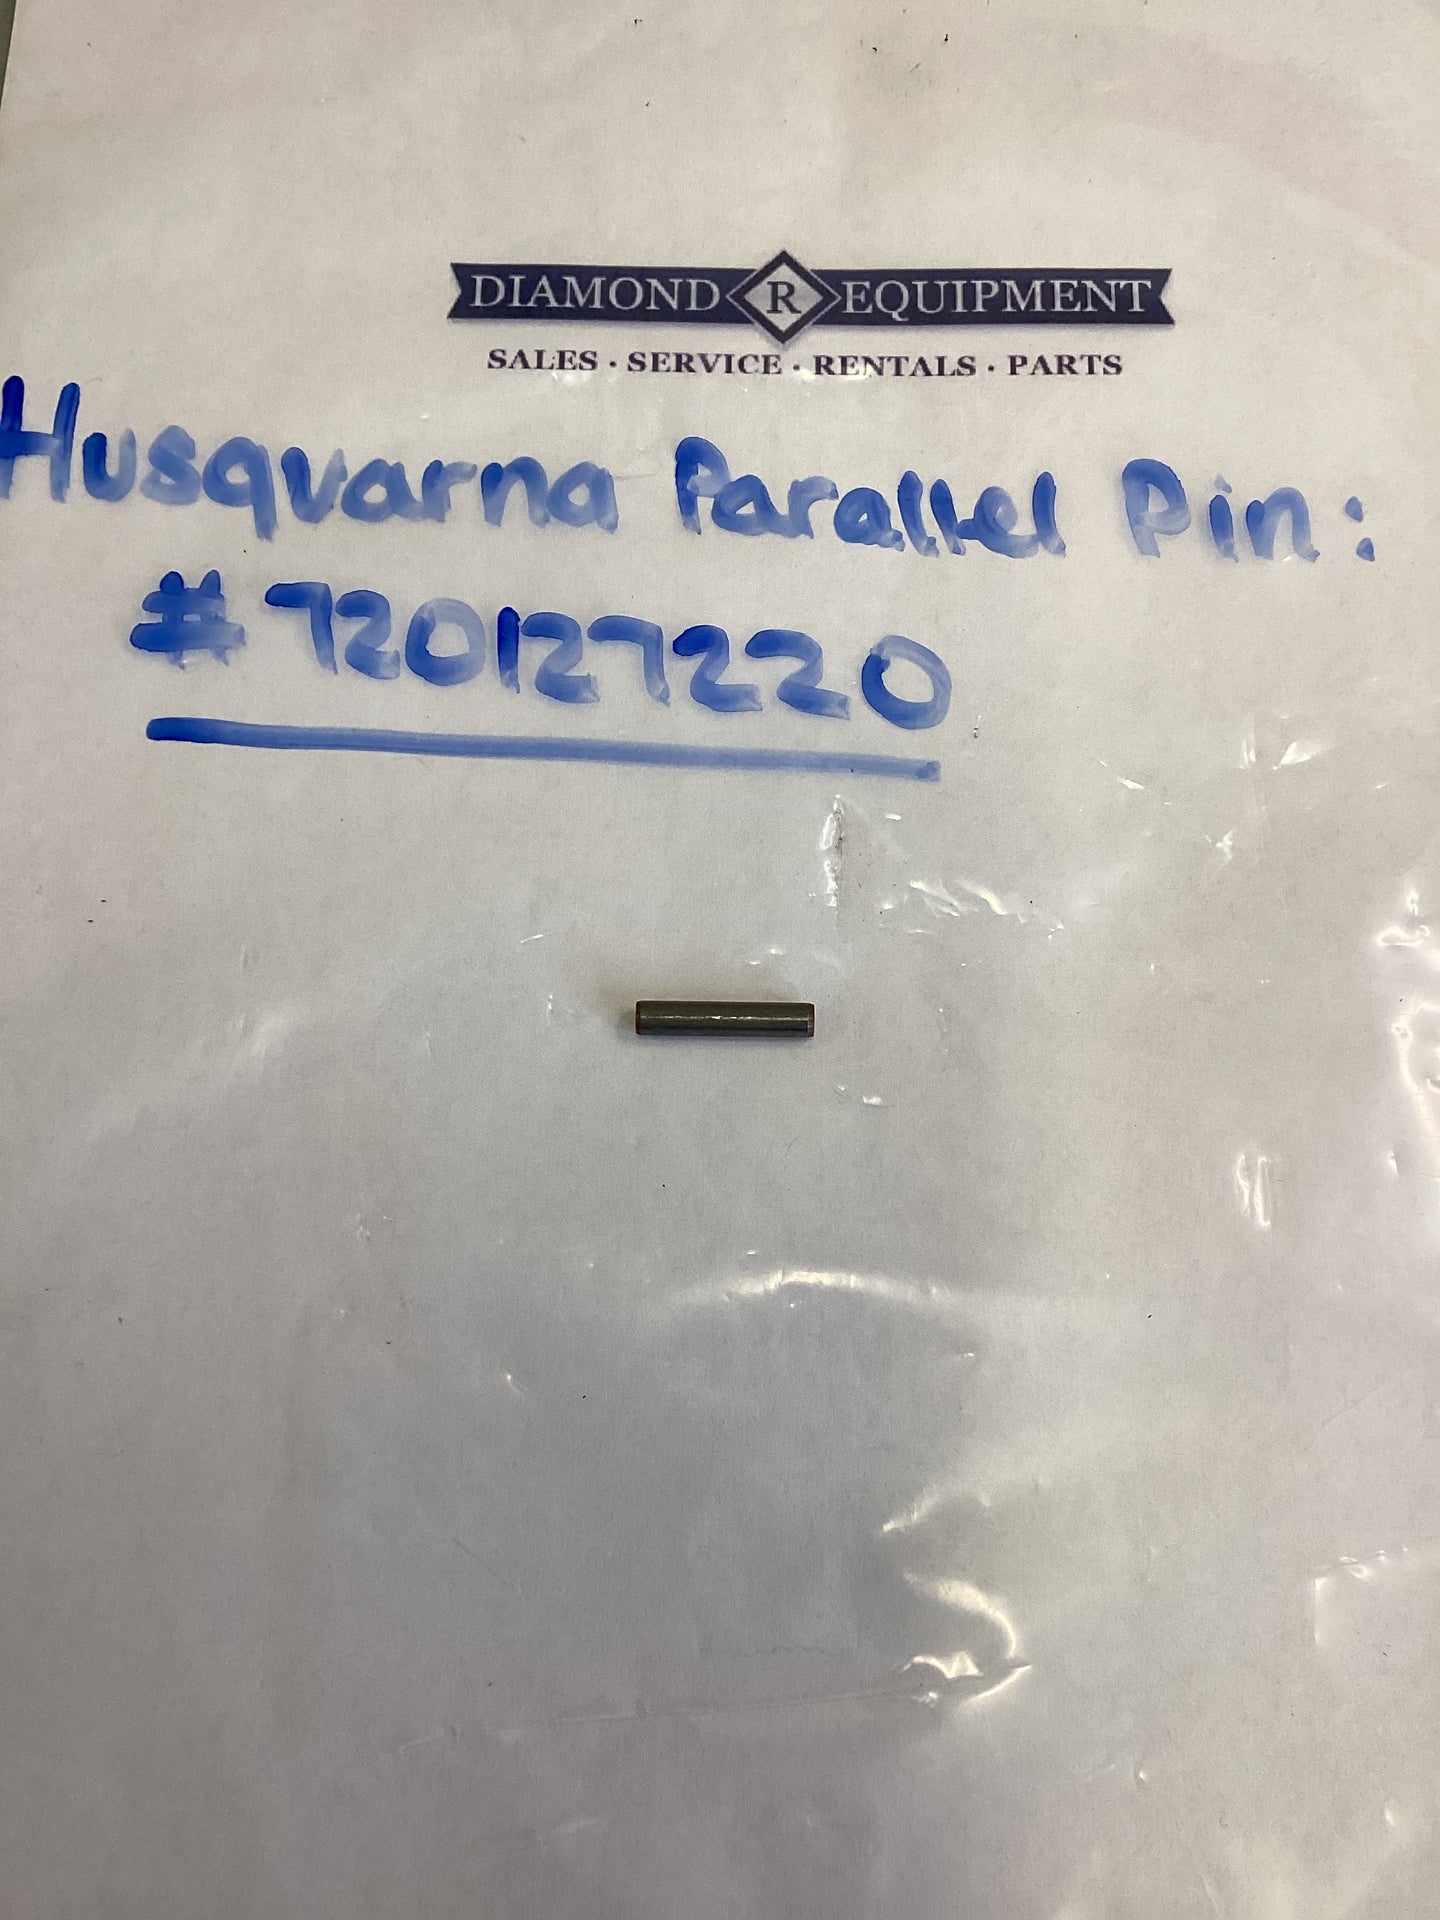 DIAMOND R EQUIPMENT
SALES · SERVICE · RENTALS · PARTS
Husqvarna Parallel Pin:
#720127220